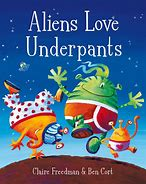 Aliens Love
Underpants
Claire Freedman & Ben Cort